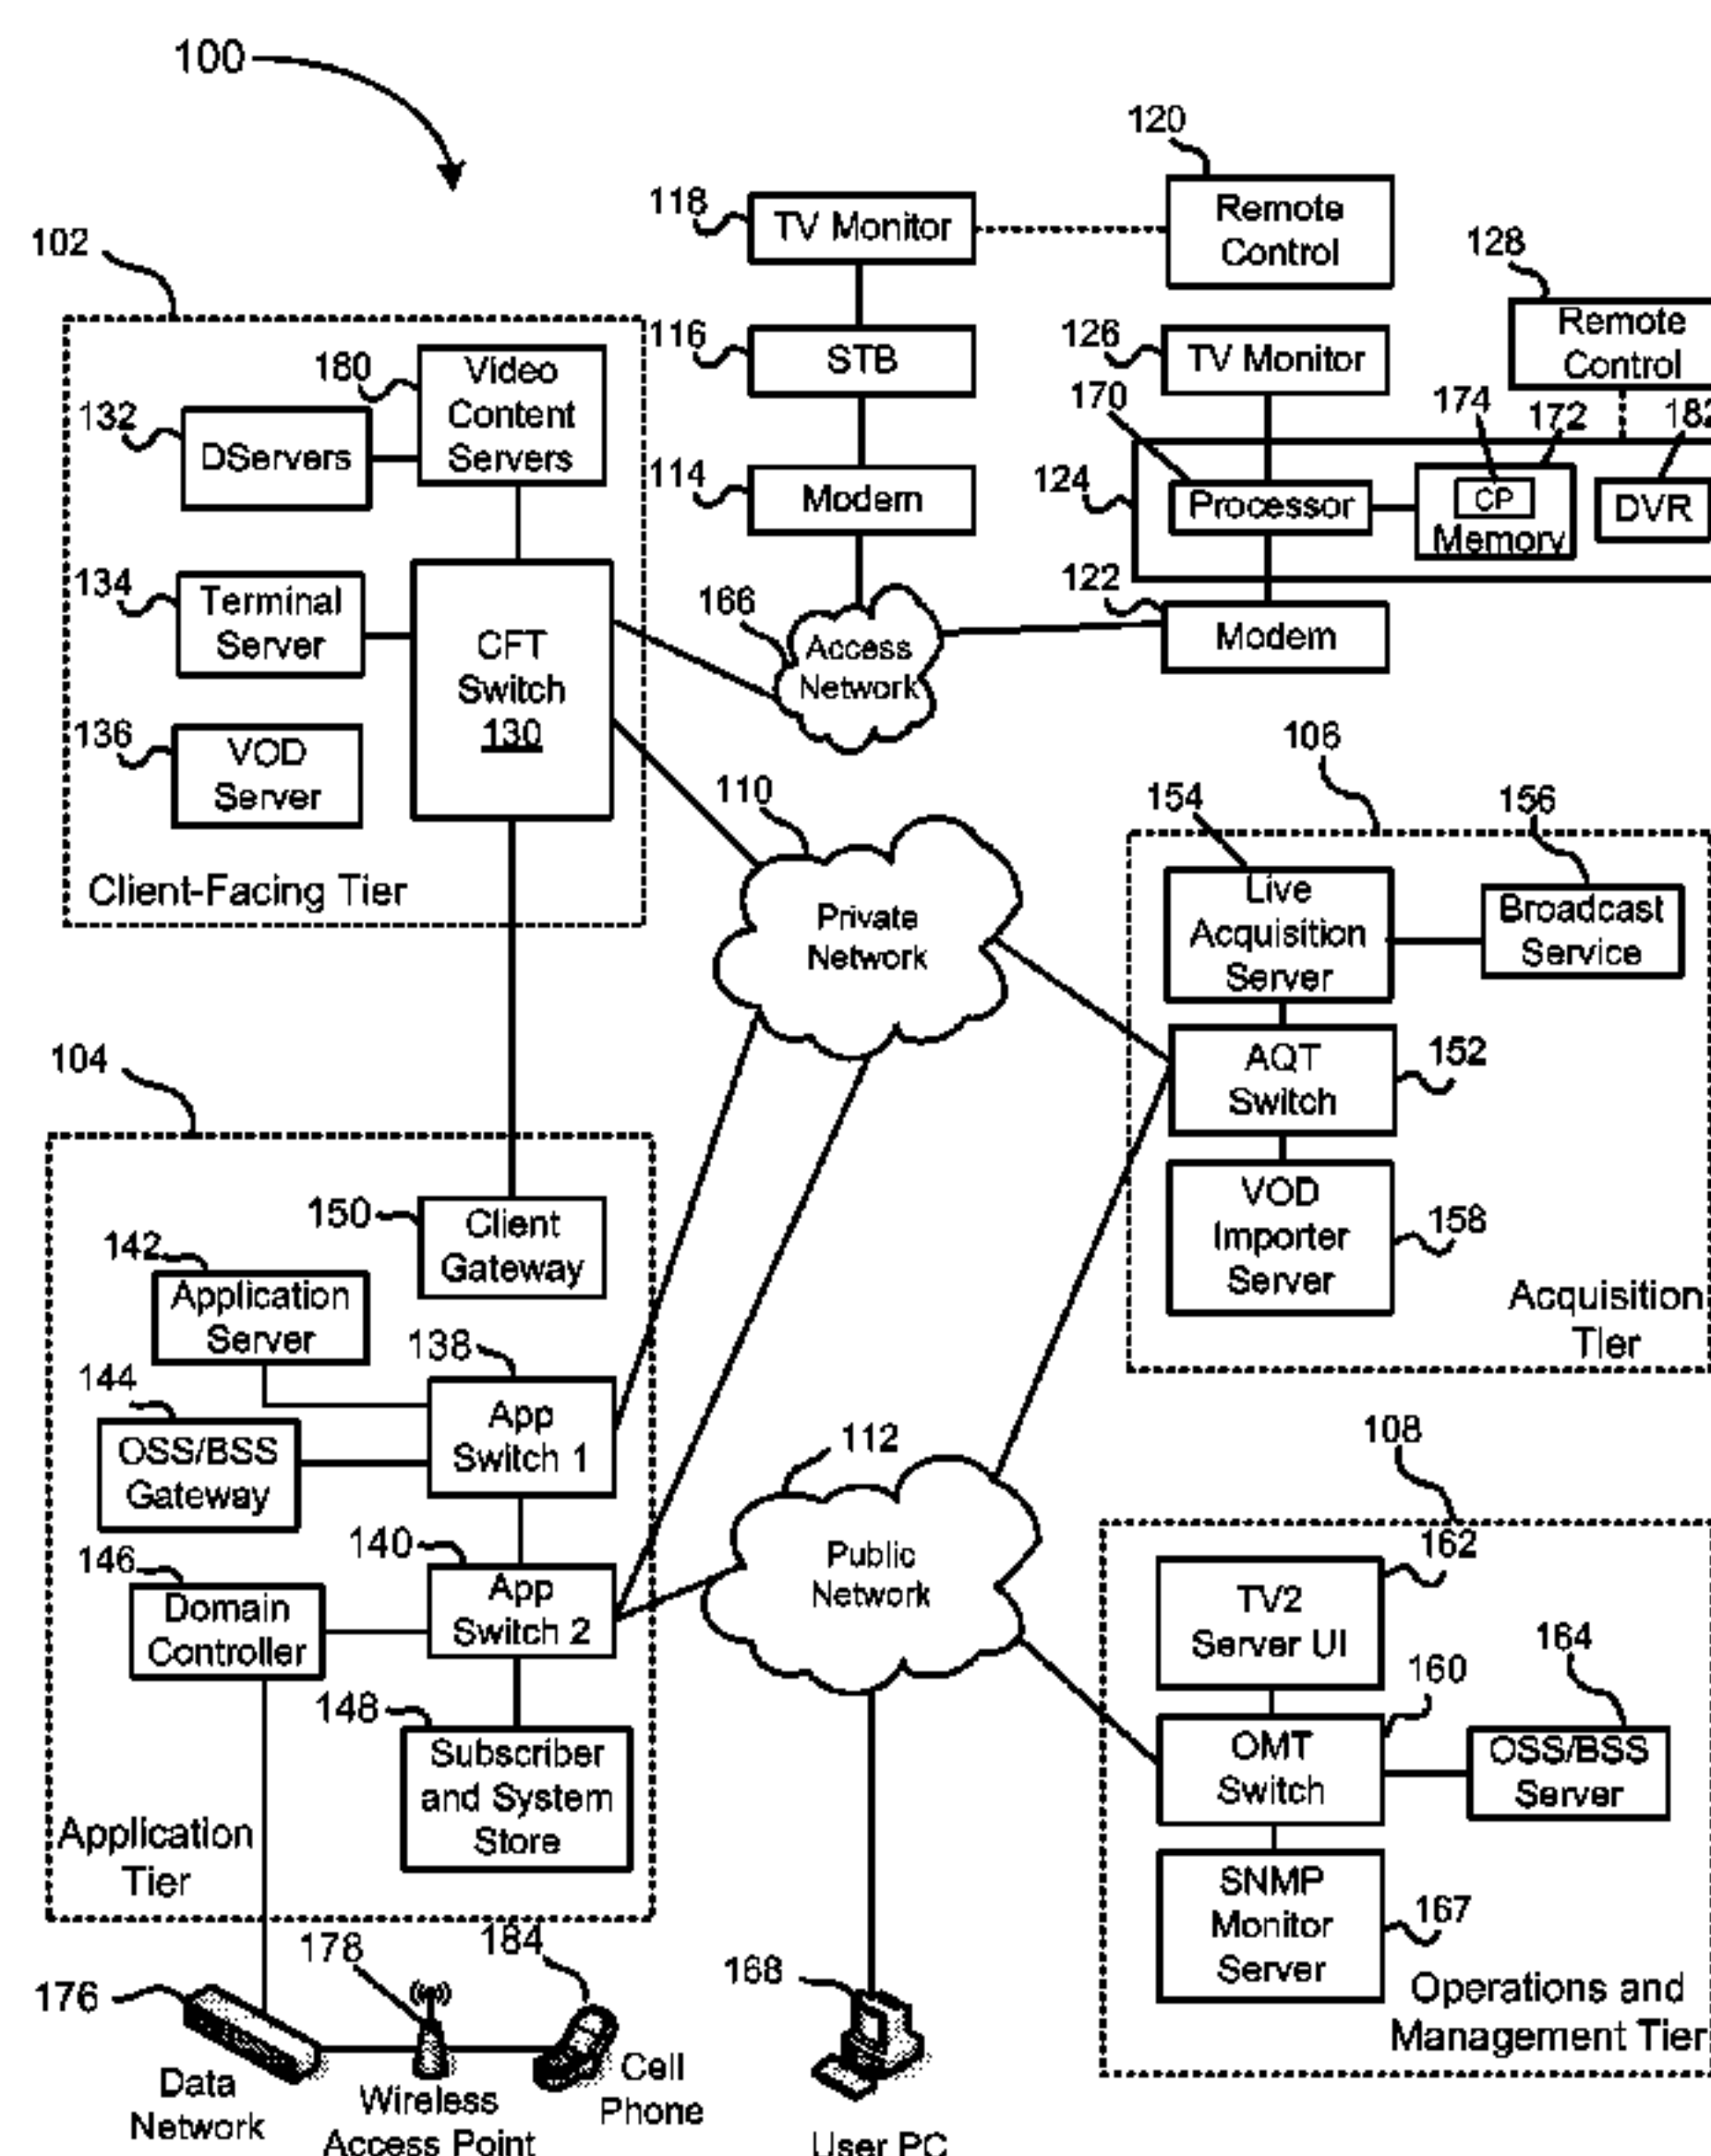 100
120
118
TV Monitor
Remote
Control
128
102
116
STB
126
TV Monitor
Remote
Control
180
Video
Content
Servers
132
DServers
170
174
172
182
114
Modem
124
Processor
CP
Memory
DVR
134
Terminal
Server
CFT
Switch
130
166
Access
Network
122
Modem
136
VOD
Server
Client-Facing Tier
110
Private
Network
106
154
156
Live
Acquisition
Server
Broadcast
Service
104
AQT
Switch
152
150
Client
Gateway
VOD
Importer
Server
158
Acquisition
Tier
142
Application
Server
138
App
Switch 1
144
OSS/BSS
Gateway
112
Public
Network
108
140
App
Switch 2
146
Domain
Controller
162
TV2
Server UI
164
160
148
Subscriber
and System
Store
OMT
Switch
OSS/BSS
Server
Application
Tier
SNMP
Monitor
Server
167
Operations and
Management Tier
178
184
176
168
Data
Network
Wireless
Access Point
Cell
Phone
User PC